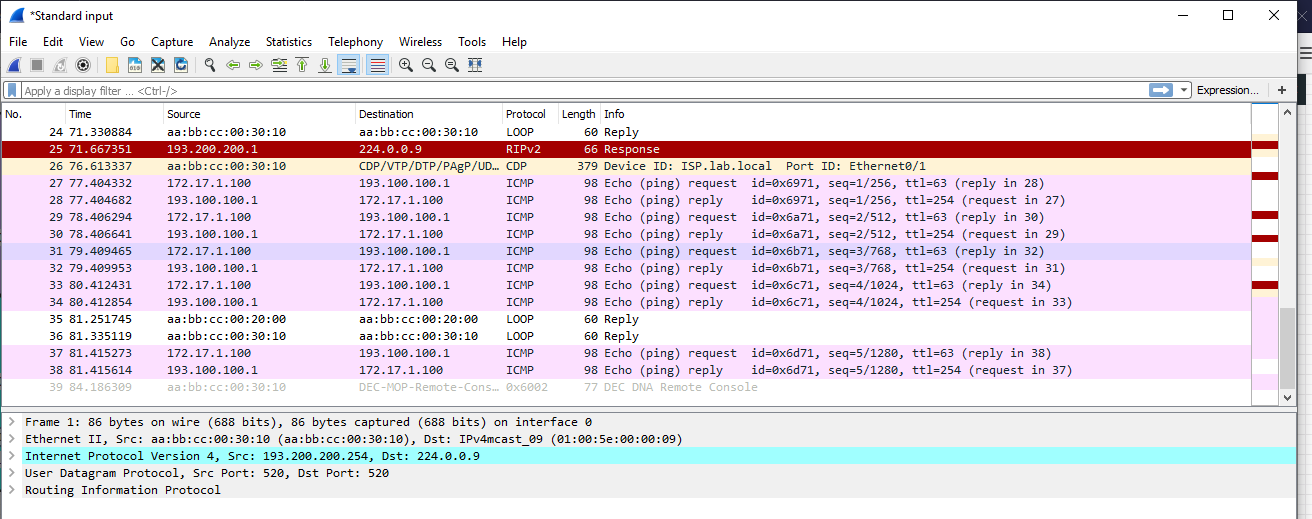 *Standard input
File Edit View Go Capture Analyze Statistics Telephony Wireless Tools Help
Apply a display filter ... <Ctrl-/> Expression... +
No. Time Source Destination Protocol Length Info
24 71.330884 aa:bb:cc:00:30:10 aa:bb:cc:00:30:10 LOOP 60 Reply
25 71.667351 193.200.200.1 224.0.0.9 RIPv2 66 Response
26 76.613337 aa:bb:cc:00:30:10 CDP/VTP/DTP/PAgP/UD… CDP 379 Device ID: ISP.lab.local Port ID: Ethernet0/1
27 77.404332 172.17.1.100 193.100.100.1 ICMP 98 Echo (ping) request id=0x6971, seq=1/256, ttl=63 (reply in 28)
28 77.404682 193.100.100.1 172.17.1.100 ICMP 98 Echo (ping) reply id=0x6971, seq=1/256, ttl=254 (request in 27)
29 78.406294 172.17.1.100 193.100.100.1 ICMP 98 Echo (ping) request id=0x6a71, seq=2/512, ttl=63 (reply in 30)
30 78.406641 193.100.100.1 172.17.1.100 ICMP 98 Echo (ping) reply id=0x6a71, seq=2/512, ttl=254 (request in 29)
31 79.409465 172.17.1.100 193.100.100.1 ICMP 98 Echo (ping) request id=0x6b71, seq=3/768, ttl=63 (reply in 32)
32 79.409953 193.100.100.1 172.17.1.100 ICMP 98 Echo (ping) reply id=0x6b71, seq=3/768, ttl=254 (request in 31)
33 80.412431 172.17.1.100 193.100.100.1 ICMP 98 Echo (ping) request id=0x6c71, seq=4/1024, ttl=63 (reply in 34)
34 80.412854 193.100.100.1 172.17.1.100 ICMP 98 Echo (ping) reply id=0x6c71, seq=4/1024, ttl=254 (request in 33)
35 81.251745 aa:bb:cc:00:20:00 aa:bb:cc:00:20:00 LOOP 60 Reply
36 81.335119 aa:bb:cc:00:30:10 aa:bb:cc:00:30:10 LOOP 60 Reply
37 81.415273 172.17.1.100 193.100.100.1 ICMP 98 Echo (ping) request id=0x6d71, seq=5/1280, ttl=63 (reply in 38)
38 81.415614 193.100.100.1 172.17.1.100 ICMP 98 Echo (ping) reply id=0x6d71, seq=5/1280, ttl=254 (request in 37)
39 84.186309 aa:bb:cc:00:30:10 DEC-MOP-Remote-Cons… 0x6002 77 DEC DNA Remote Console
Frame 1: 86 bytes on wire (688 bits), 86 bytes captured (688 bits) on interface 0
Ethernet II, Src: aa:bb:cc:00:30:10 (aa:bb:cc:00:30:10), Dst: IPv4mcast_09 (01:00:5e:00:00:09)
Internet Protocol Version 4, Src: 193.200.200.254, Dst: 224.0.0.9
User Datagram Protocol, Src Port: 520, Dst Port: 520
Routing Information Protocol